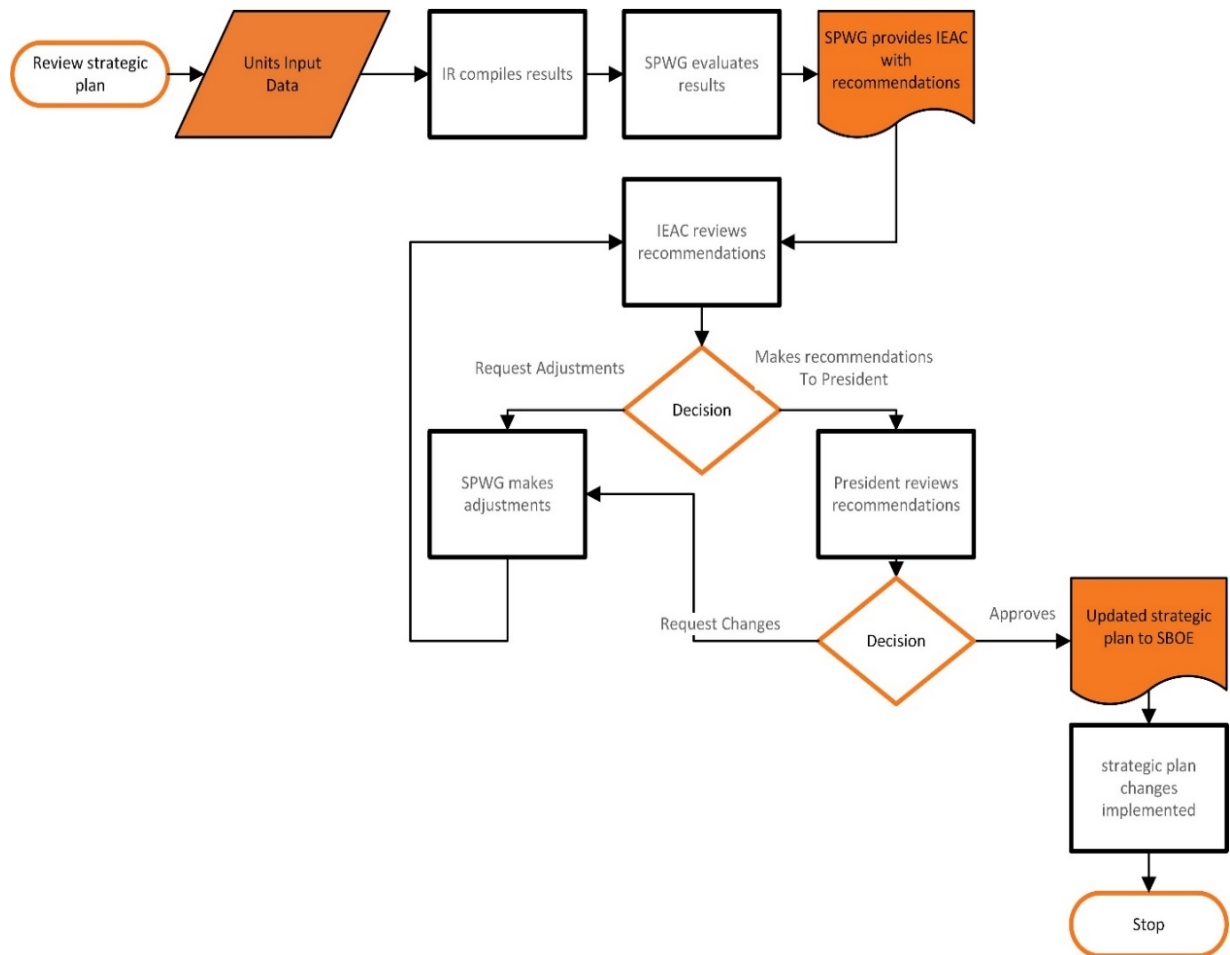 Review strategic
plan
Units Input
Data
IR compiles results
SPWG evaluates
results
SPWG provides IEAC
with
recommendations
IEAC reviews
recommendations
Request Adjustments
Makes recommendations
To President
Decision
SPWG makes
adjustments
President reviews
recommendations
Request Changes
Decision
Approves
Updated strategic
plan to SBOE
strategic plan
changes
implemented
Stop